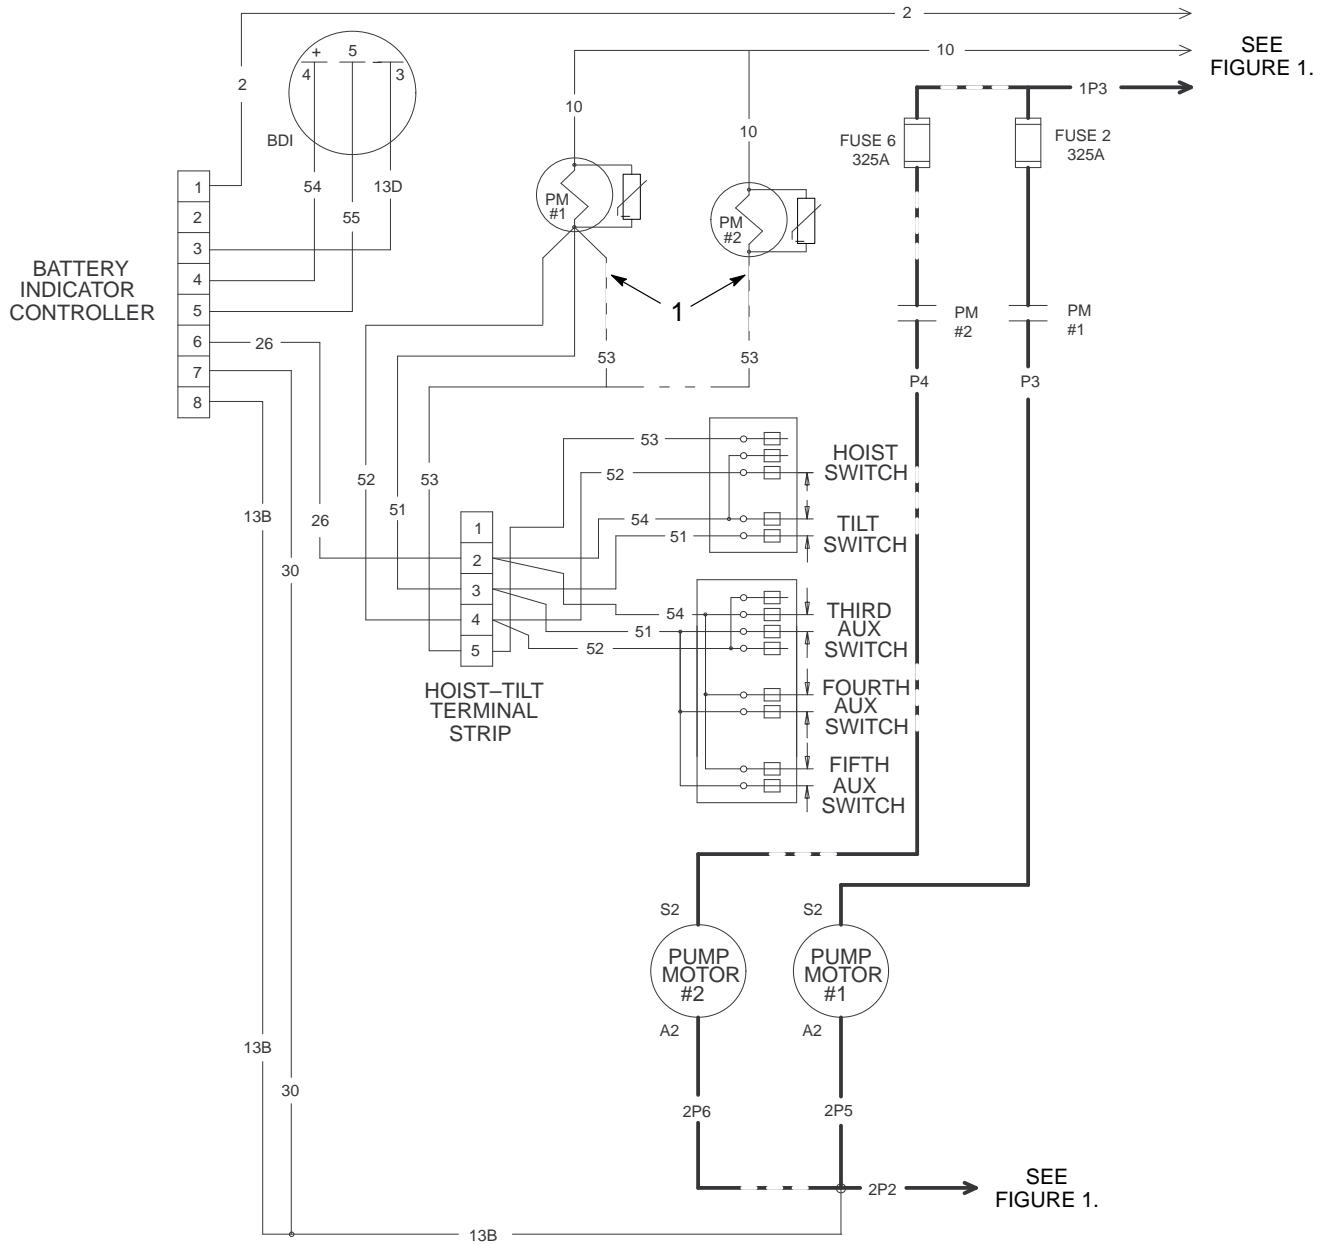 2
10
SEE
FIGURE 1.
1P3
2
+
5
4
3
BDI
10
10
FUSE 6
325A
FUSE 2
325A
54
13D
55
PM
#1
PM
#2
1
2
3
4
5
6
7
8
BATTERY
INDICATOR
CONTROLLER
26
1
PM
#2
PM
#1
53
53
P4
P3
52
53
51
13B
26
30
53
52
54
51
HOIST
SWITCH
TILT
SWITCH
1
2
3
4
5
HOIST–TILT
TERMINAL
STRIP
54
51
52
THIRD
AUX
SWITCH
FOURTH
AUX
SWITCH
FIFTH
AUX
SWITCH
S2
S2
PUMP
MOTOR
#2
PUMP
MOTOR
#1
A2
A2
13B
30
2P6
2P5
2P2
SEE
FIGURE 1.
13B